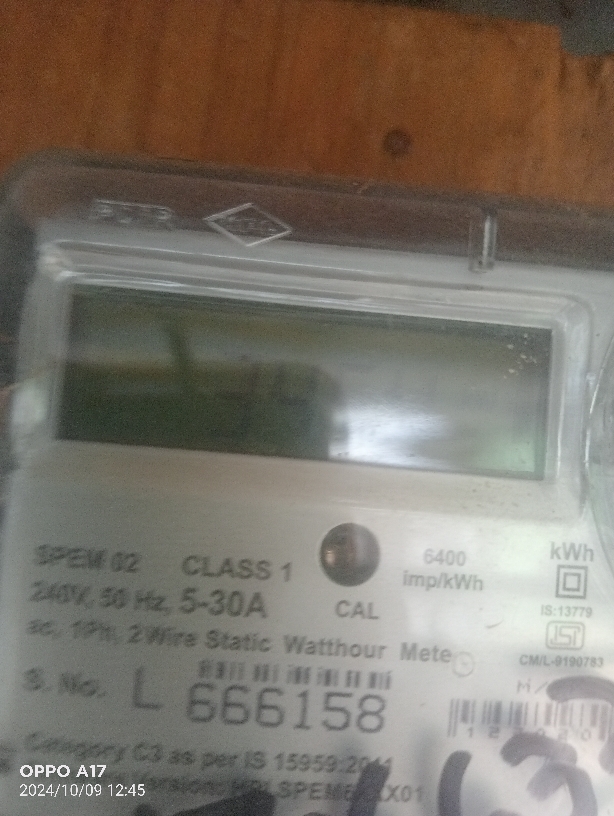 SPEM 02 CLASS 1
6400
imp/kWh
kWh
240V, 50 Hz, 5-30A
CAL
IS:13779
ac, 1Ph, 2Wire Static Watthour Mete
CM/L-9190783
S. No. L 666158
Category C3 as per IS 15959:2011
OPPO A17
2024/10/09 12:45